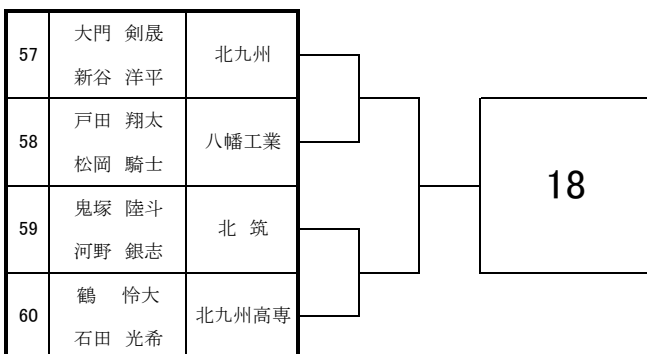 57 大門 剣晟 北九州
新谷 洋平
58 戸田 翔太 八幡工業
松岡 騎士
59 鬼塚 陸斗 北 筑
河野 銀志
60 鶴 怜大 北九州高専
石田 光希
18